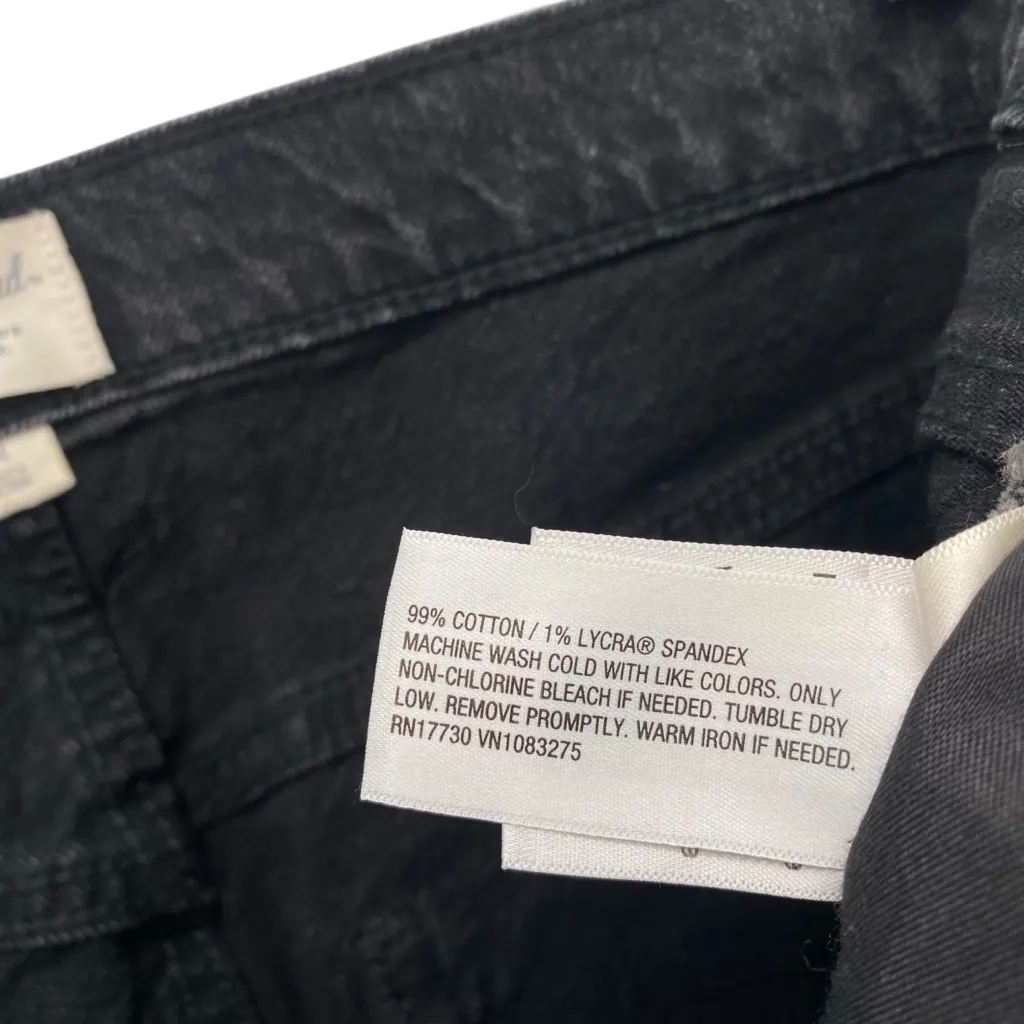 99% COTTON / 1% LYCRA® SPANDEX
MACHINE WASH COLD WITH LIKE COLORS. ONLY
NON-CHLORINE BLEACH IF NEEDED. TUMBLE DRY
LOW. REMOVE PROMPTLY. WARM IRON IF NEEDED.
RN17730 VN1083275